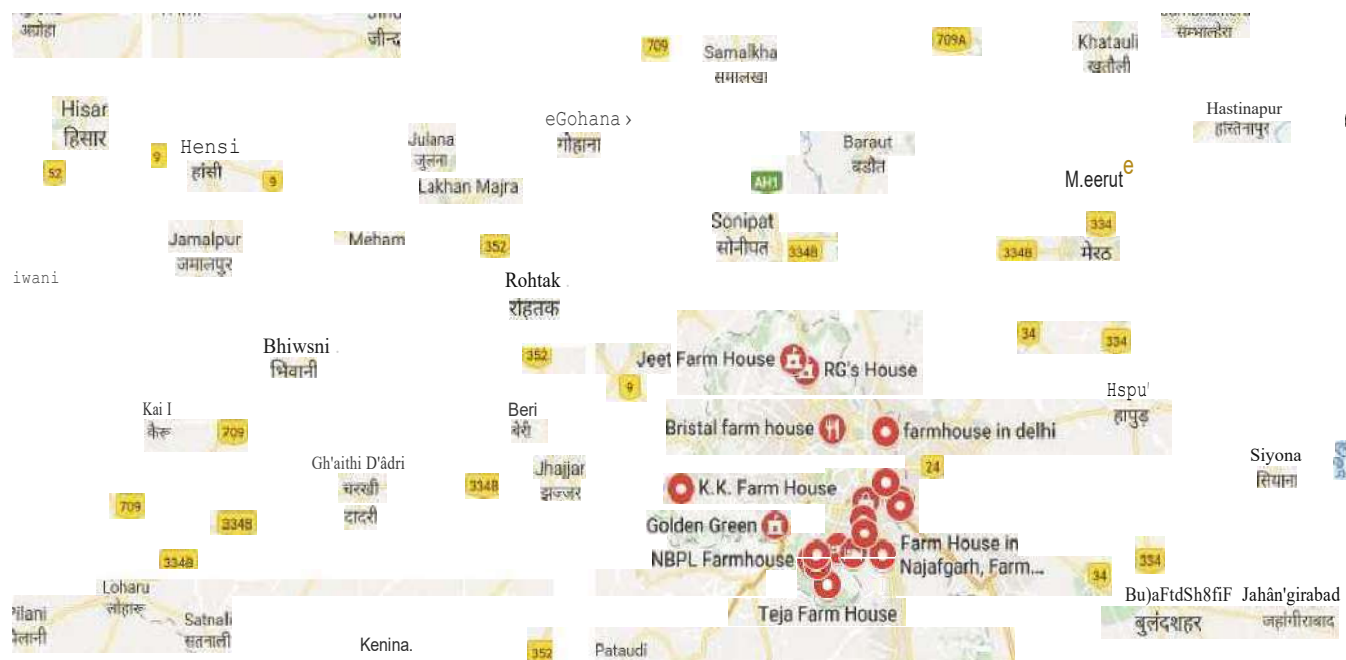 अग्रोहा
जीन्द
709
Samalkha
समालखा
709A
Khatauli
खतौली
सम्भालहेरा
Hisar
हिसार
52
9
Hensi
हांसी
9
Julana
जुलना
Lakhan Majra
eGohana ›
गोहाना
Baraut
बड़ौत
AH1
Hastinapur
हस्तिनापुर
M.eerut e
334
334B
मेरठ
Jamalpur
जमालपुर
Meham
352
Sonipat
सोनीपत
334B
iwani
Rohtak
रोहतक
Bhiwsni
भिवानी
352
9
Jeet Farm House
RG's House
34
334
Kai I
कैरू
709
Beri
बेरी
Bristal farm house
farmhouse in delhi
Hspu'
हापुड़
Gh'aithi D'âdri
चरखी
दादरी
334B
Jhajjar
झज्जर
K.K. Farm House
24
Siyona
सियाना
709
334B
Golden Green
334B
NBPL Farmhouse
Farm House in
Najafgarh, Farm...
34
334
Loharu
लोहारू
Teja Farm House
Bu)aFtdSh8fiF
बुलंदशहर
Jahân'girabad
जहांगीराबाद
Pilani
पिलानी
Satnali
सतनाली
Kenina.
352
Pataudi